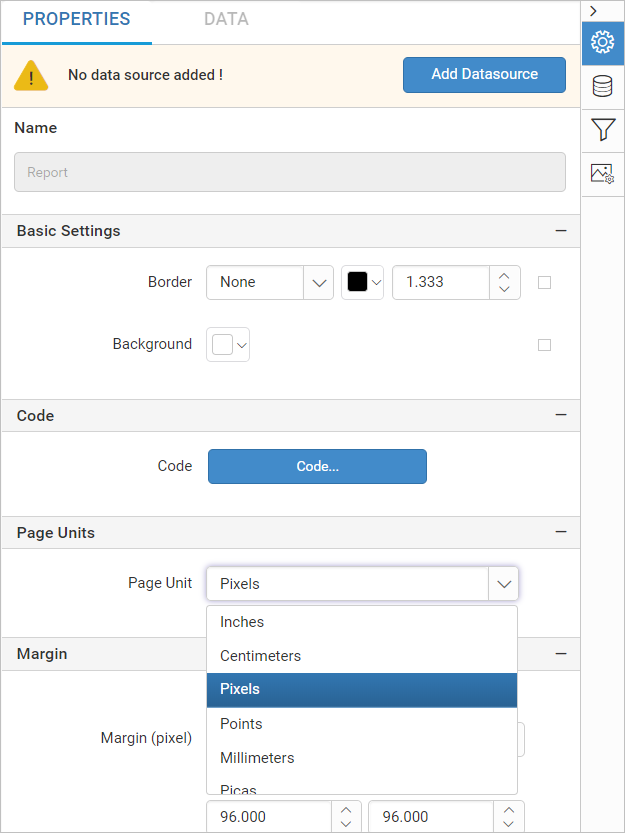 PROPERTIES DATA
No data source added ! Add Datasource
Name
Report
Basic Settings
Border None 1.333
Background
Code
Code Code...
Page Units
Page Unit Pixels
Inches
Centimeters
Pixels
Points
Millimeters
Picas
Margin
Margin (pixel)
96.000 96.000